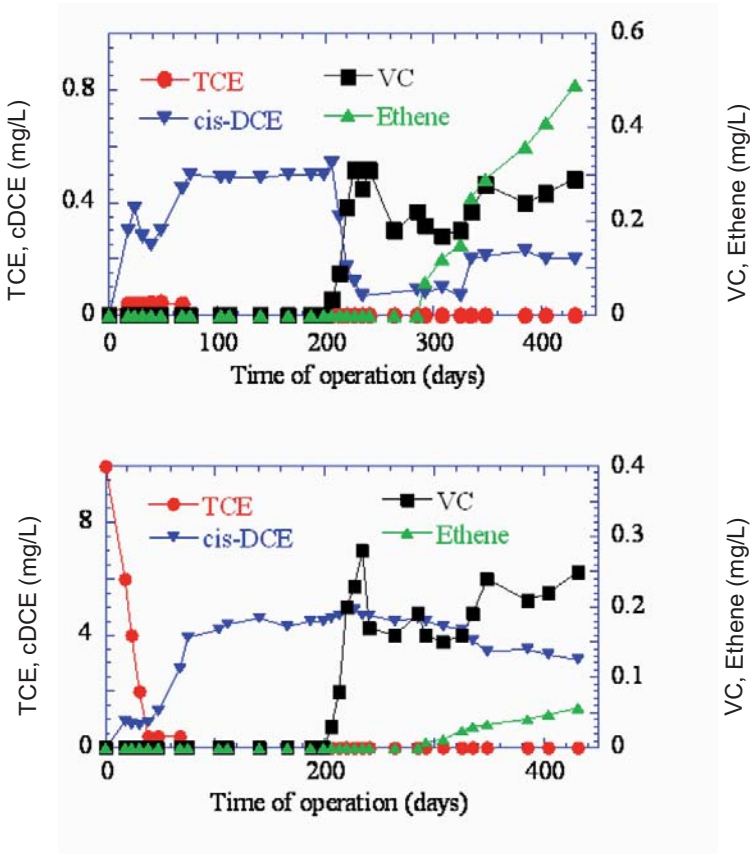 0.6
0.8
TCE
VC
cis-DCE
Ethene
0.4
0.4
0.2
0
0
0
100
200
300
400
Time of operation (days)
TCE, cDCE (mg/L)
VC, Ethene (mg/L)
0.4
8
TCE
VC
cis-DCE
Ethene
0.3
4
0.2
0.1
0
0
0
200
400
Time of operation (days)
TCE, cDCE (mg/L)
VC, Ethene (mg/L)